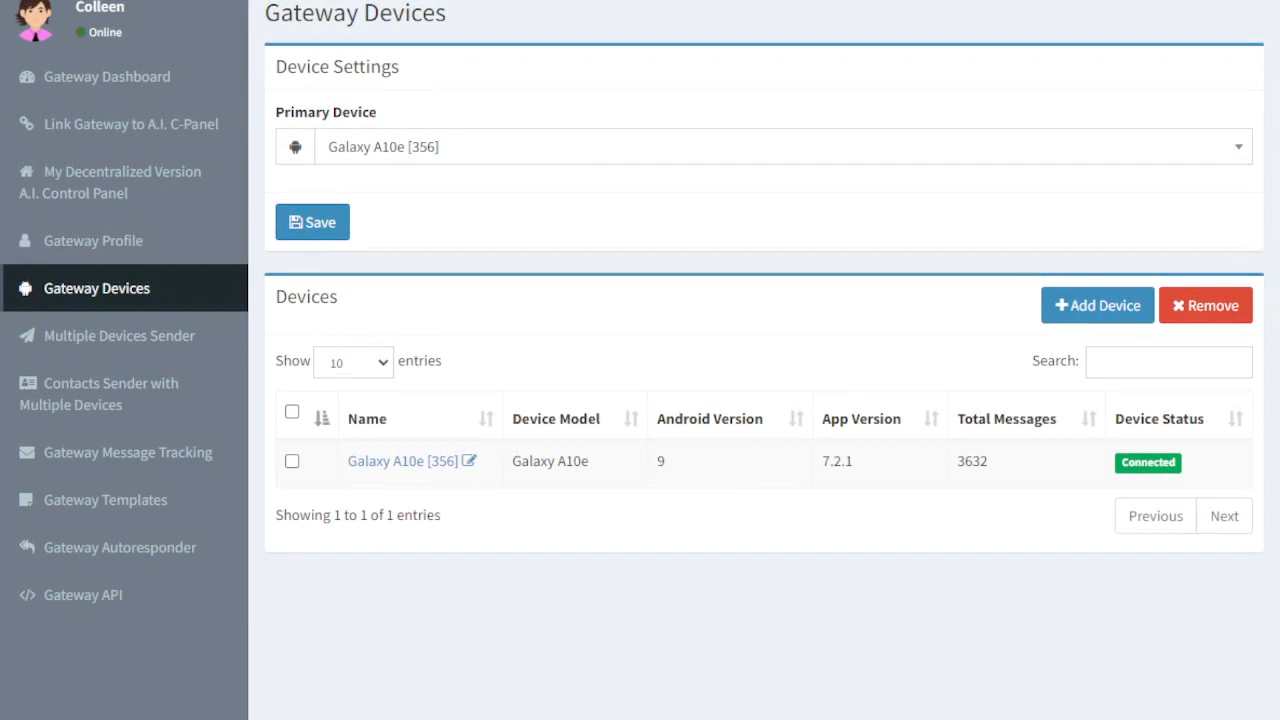 Colleen
Online
Gateway Dashboard
Link Gateway to A.I. C-Panel
My Decentralized Version
A.I. Control Panel
Gateway Profile
Gateway Devices
Multiple Devices Sender
Contacts Sender with
Multiple Devices
Gateway Message Tracking
Gateway Templates
Gateway Autoresponder
Gateway API
Gateway Devices
Device Settings
Primary Device
Galaxy A10e [356]
Save
Devices
Add Device Remove
Show 10 entries Search:
Name Device Model Android Version App Version Total Messages Device Status
Galaxy A10e [356] Galaxy A10e 9 7.2.1 3632 Connected
Showing 1 to 1 of 1 entries Previous Next